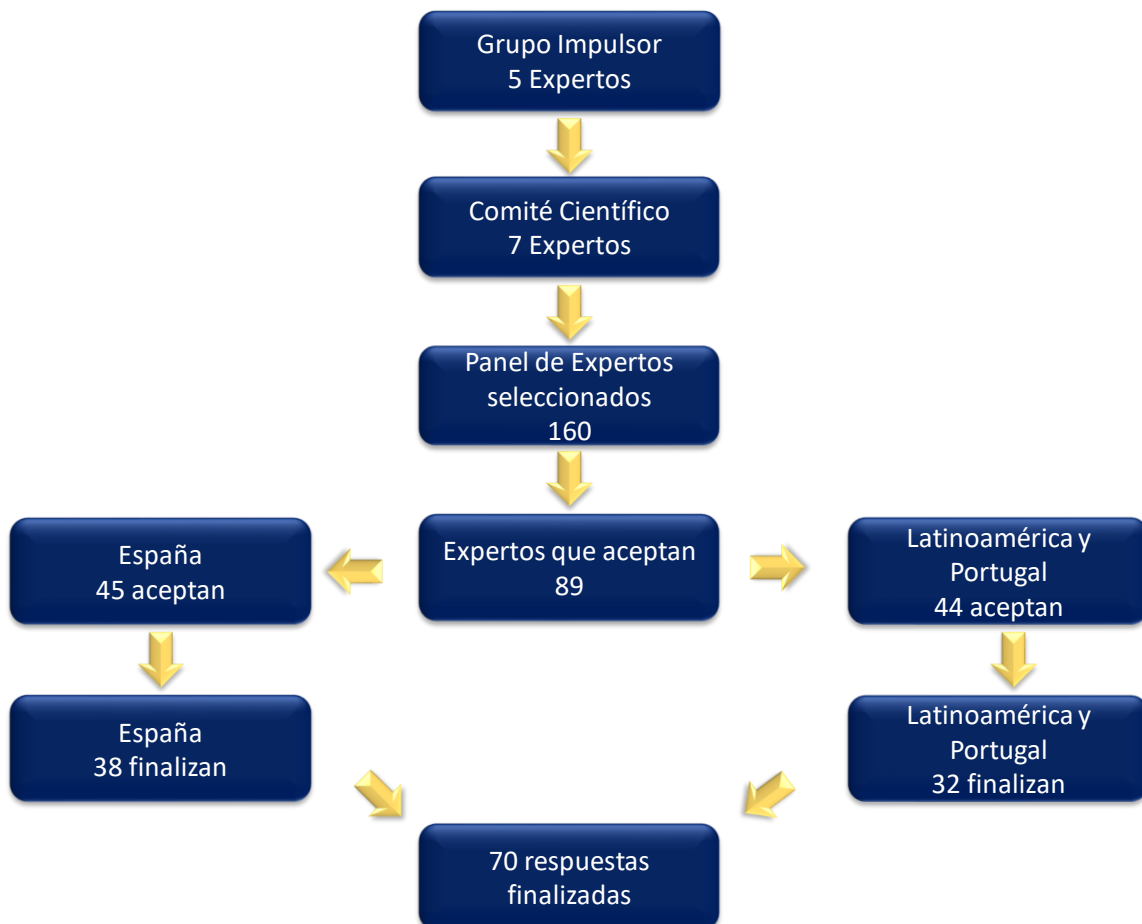 Grupo Impulsor
5 Expertos
Comité Científico
7 Expertos
Panel de Expertos
seleccionados
160
Expertos que aceptan
89
España
45 aceptan
Latinoamérica y
Portugal
44 aceptan
España
38 finalizan
Latinoamérica y
Portugal
32 finalizan
70 respuestas
finalizadas